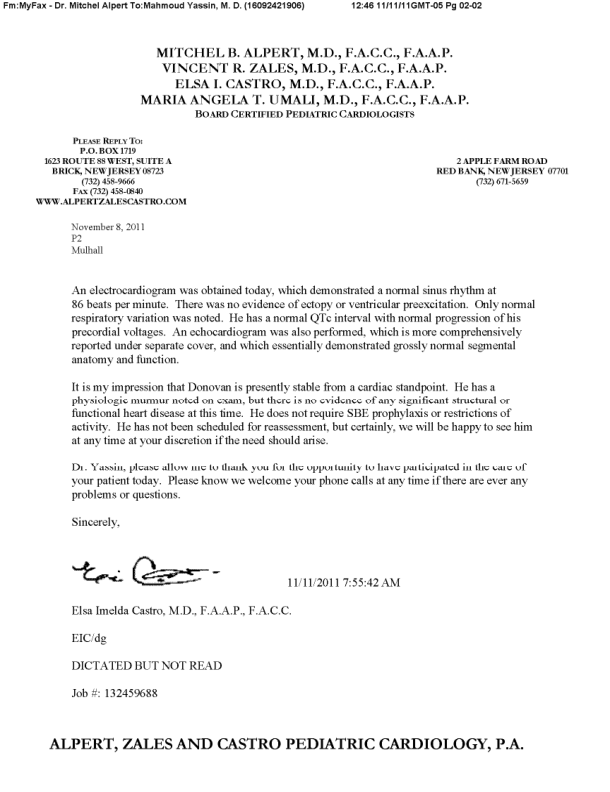 Fm:MyFax - Dr. Mitchel Alpert To:Mahmoud Yassin, M. D. (16092421906) 12:46 11/11/11GMT-05 Pg 02-02
MITCHEL B. ALPERT, M.D., F.A.C.C., F.A.A.P.
VINCENT R. ZALES, M.D., F.A.C.C., F.A.A.P.
ELSA I. CASTRO, M.D., F.A.C.C., F.A.A.P.
MARIA ANGELA T. UMALI, M.D., F.A.C.C., F.A.A.P.
BOARD CERTIFIED PEDIATRIC CARDIOLOGISTS
PLEASE REPLY TO:
P.O. BOX 1719
1623 ROUTE 88 WEST, SUITE A
BRICK, NEW JERSEY 08723
(732) 458-9666
FAX (732) 458-0840
WWW.ALPERTZALESCASTRO.COM
2 APPLE FARM ROAD
RED BANK, NEW JERSEY 07701
(732) 671-5659
November 8, 2011
P2
Mulhall
An electrocardiogram was obtained today, which demonstrated a normal sinus rhythm at
86 beats per minute. There was no evidence of ectopy or ventricular preexcitation. Only normal
respiratory variation was noted. He has a normal QTc interval with normal progression of his
precordial voltages. An echocardiogram was also performed, which is more comprehensively
reported under separate cover, and which essentially demonstrated grossly normal segmental
anatomy and function.
It is my impression that Donovan is presently stable from a cardiac standpoint. He has a
physiologic murmur noted on exam, but there is no evidence of any significant structural or
functional heart disease at this time. He does not require SBE prophylaxis or restrictions of
activity. He has not been scheduled for reassessment, but certainly, we will be happy to see him
at any time at your discretion if the need should arise.
Dr. Yassin, please allow me to thank you for the opportunity to have participated in the care of
your patient today. Please know we welcome your phone calls at any time if there are ever any
problems or questions.
Sincerely,
11/11/2011 7:55:42 AM
Elsa Imelda Castro, M.D., F.A.A.P., F.A.C.C.
EIC/dg
DICTATED BUT NOT READ
Job #: 132459688
ALPERT, ZALES AND CASTRO PEDIATRIC CARDIOLOGY, P.A.